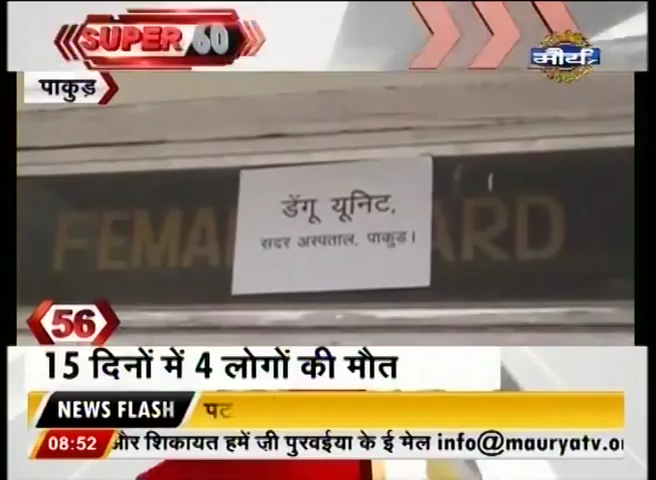 SUPER 60
मौर्य
पाकुड़
डेंगू यूनिट,
सदर अस्पताल, पाकुड़।
FEMA
ARD
56
15 दिनों में 4 लोगों की मौत
NEWS FLASH
पट
08:52 और शिकायत हमें ज़ी पुरवईया के ई मेल info@mauryatv.or